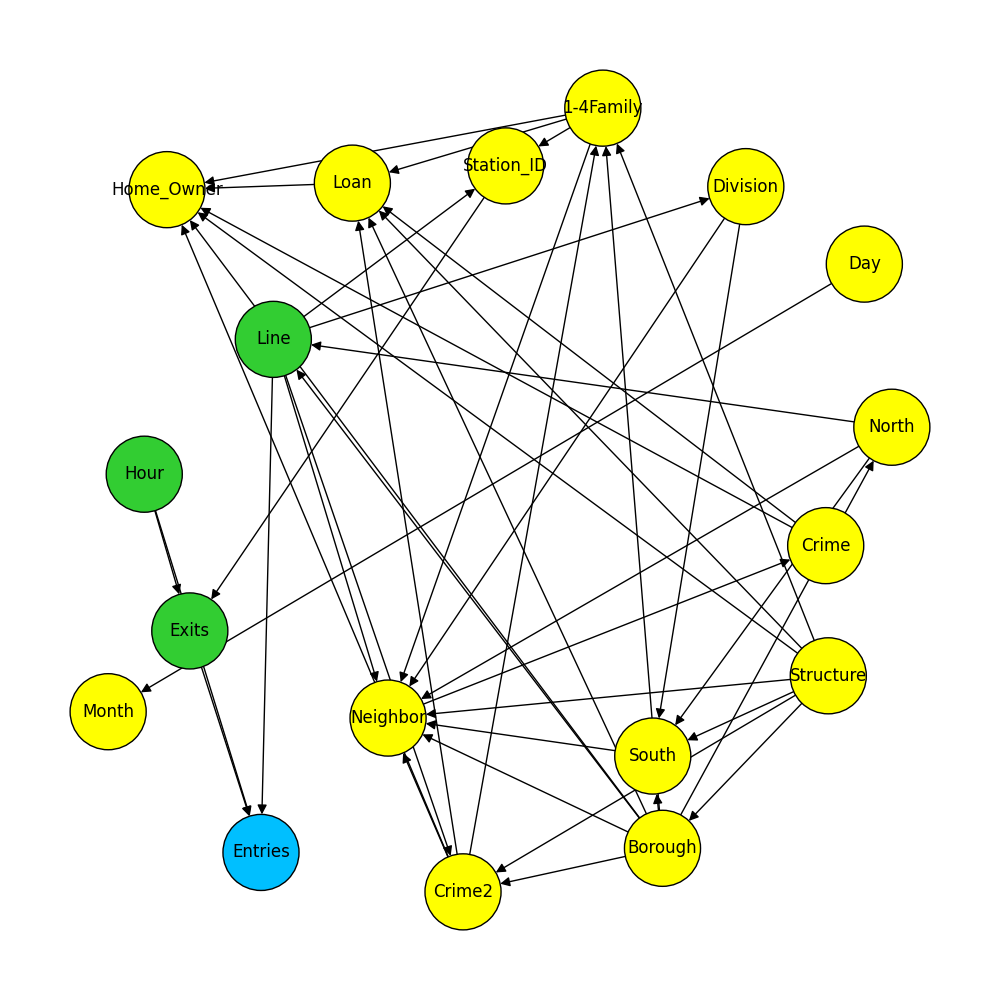 1-4Family
Station_ID
Loan
Home_Owner
Division
Day
Line
North
Hour
Crime
Exits
Structure
Month
Neighbor
South
Borough
Entries
Crime2